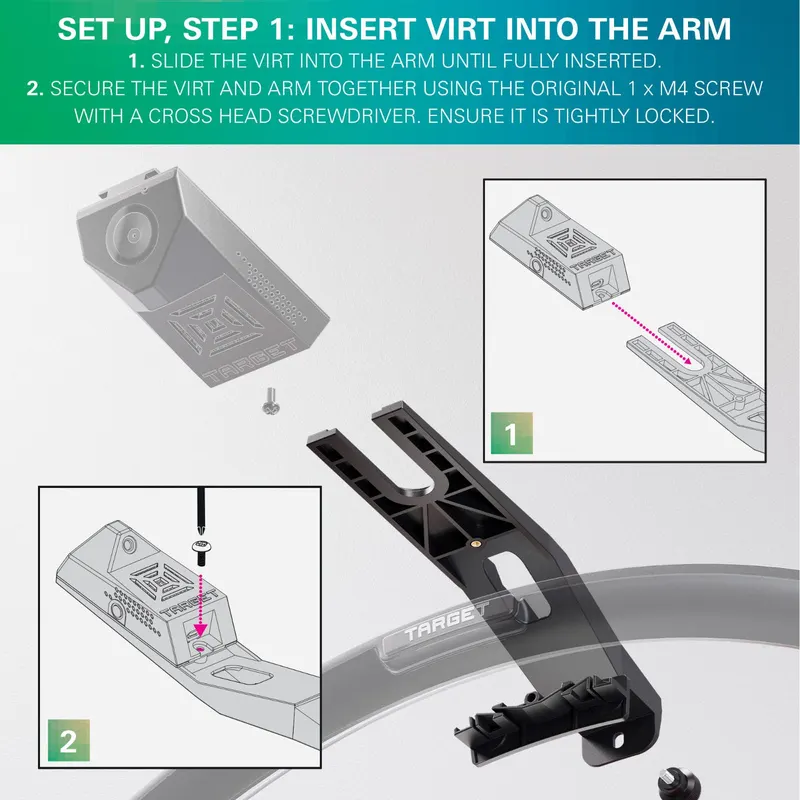 SET UP, STEP 1: INSERT VIRT INTO THE ARM
1. SLIDE THE VIRT INTO THE ARM UNTIL FULLY INSERTED.
2. SECURE THE VIRT AND ARM TOGETHER USING THE ORIGINAL 1 x M4 SCREW
WITH A CROSS HEAD SCREWDRIVER. ENSURE IT IS TIGHTLY LOCKED.
TARGET
TARGET
1
TARGET
TARGET
2